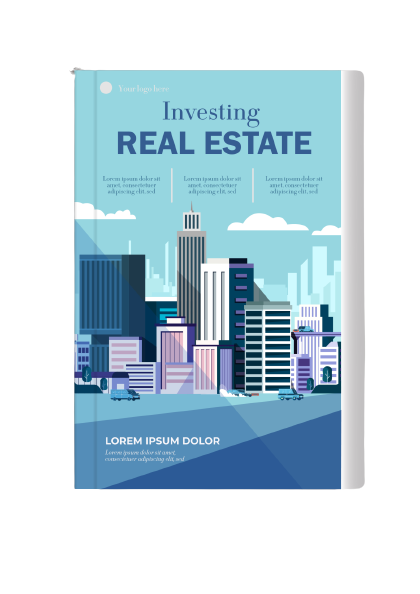 Your logo here
Investing
REAL ESTATE
Lorem ipsum dolor sit
amet, consectetuer
adipiscing elit, sed
Lorem ipsum dolor sit
amet, consectetuer
adipiscing elit, sed
Lorem ipsum dolor sit
amet, consectetuer
adipiscing elit, sed
LOREM IPSUM DOLOR
Lorem ipsum dolor sit amet,
consectetuer adipiscing elit, sed